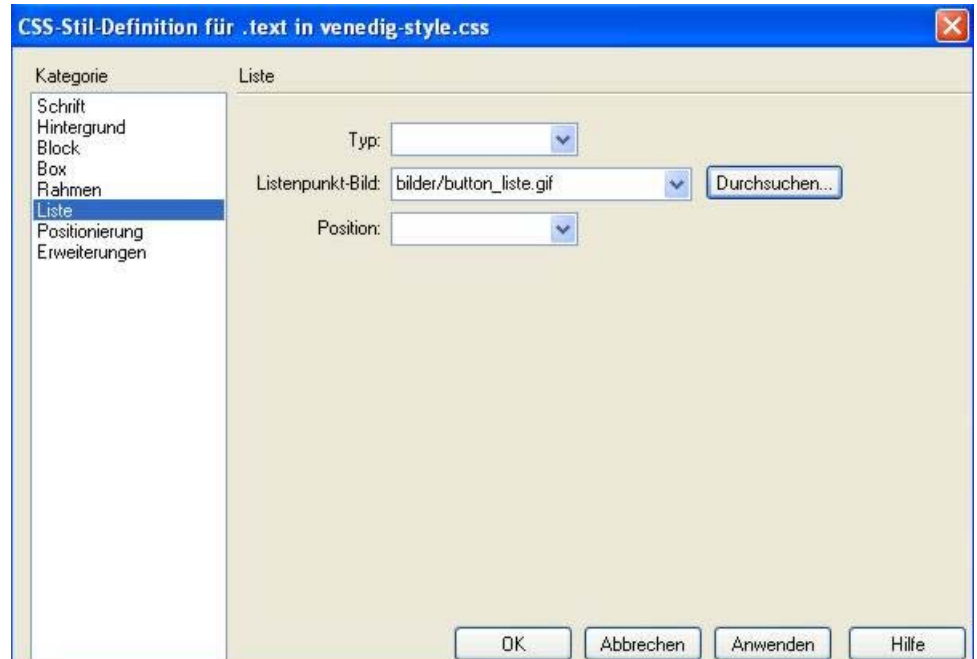 CSS-Stil-Definition für .text in venedig-style.css
Kategorie
Liste
Schrift
Hintergrund
Block
Box
Rahmen
Liste
Positionierung
Erweiterungen
Typ:
Listenpunkt-Bild: bilder/button_liste.gif Durchsuchen...
Position:
OK Abbrechen Anwenden Hilfe